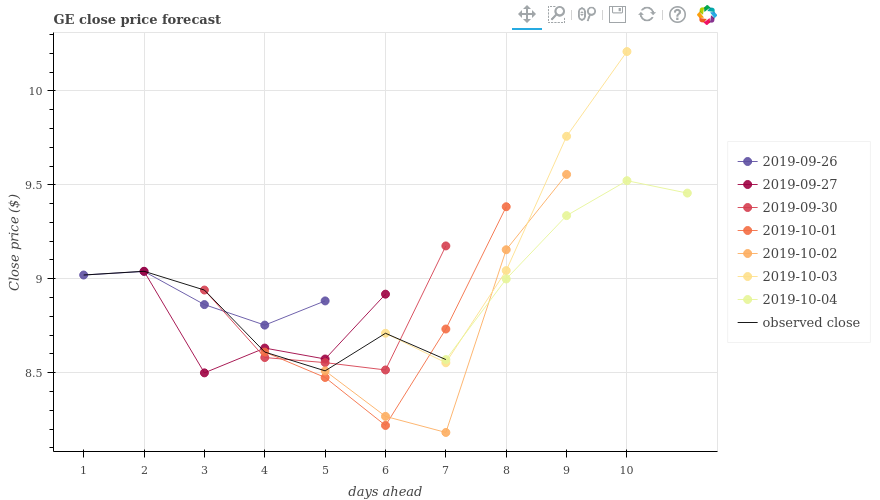 GE close price forecast
10
9.5
9
8.5
Close price ($)
1 2 3 4 5 6 7 8 9 10
days ahead
2019-09-26
2019-09-27
2019-09-30
2019-10-01
2019-10-02
2019-10-03
2019-10-04
observed close